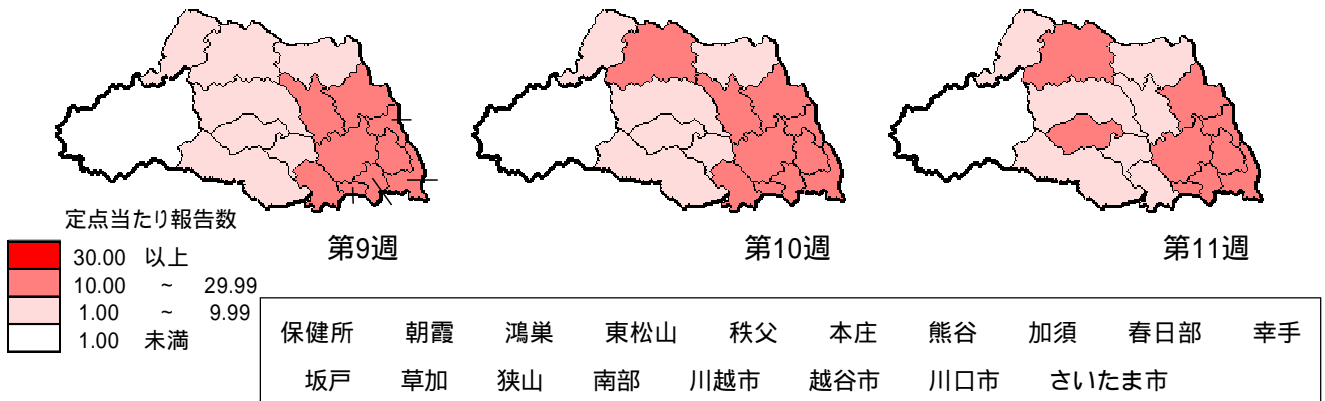 第9週
第10週
第11週
定点当たり報告数
30.00 以上
10.00 ~ 29.99
1.00 ~ 9.99
1.00 未満
保健所 朝霞 鴻巣 東松山 秩父 本庄 熊谷 加須 春日部 幸手
坂戸 草加 狭山 南部 川越市 越谷市 川口市 さいたま市